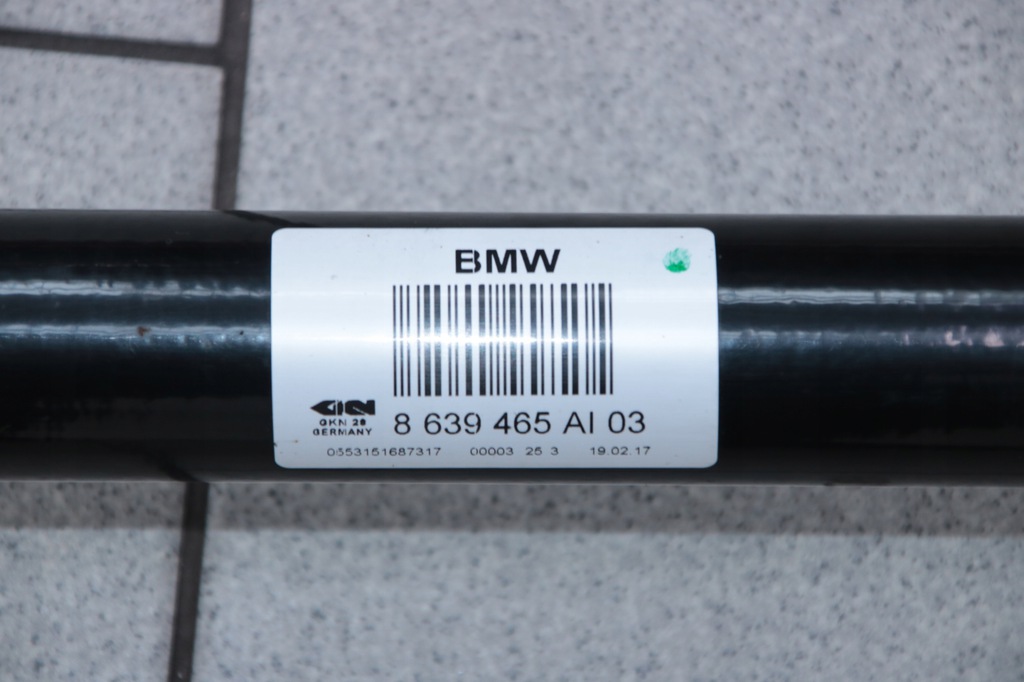 BMW
GKN
GKN 28
GERMANY
8 639 465 AI 03
0353151687317 00003 25 3 19.02.17